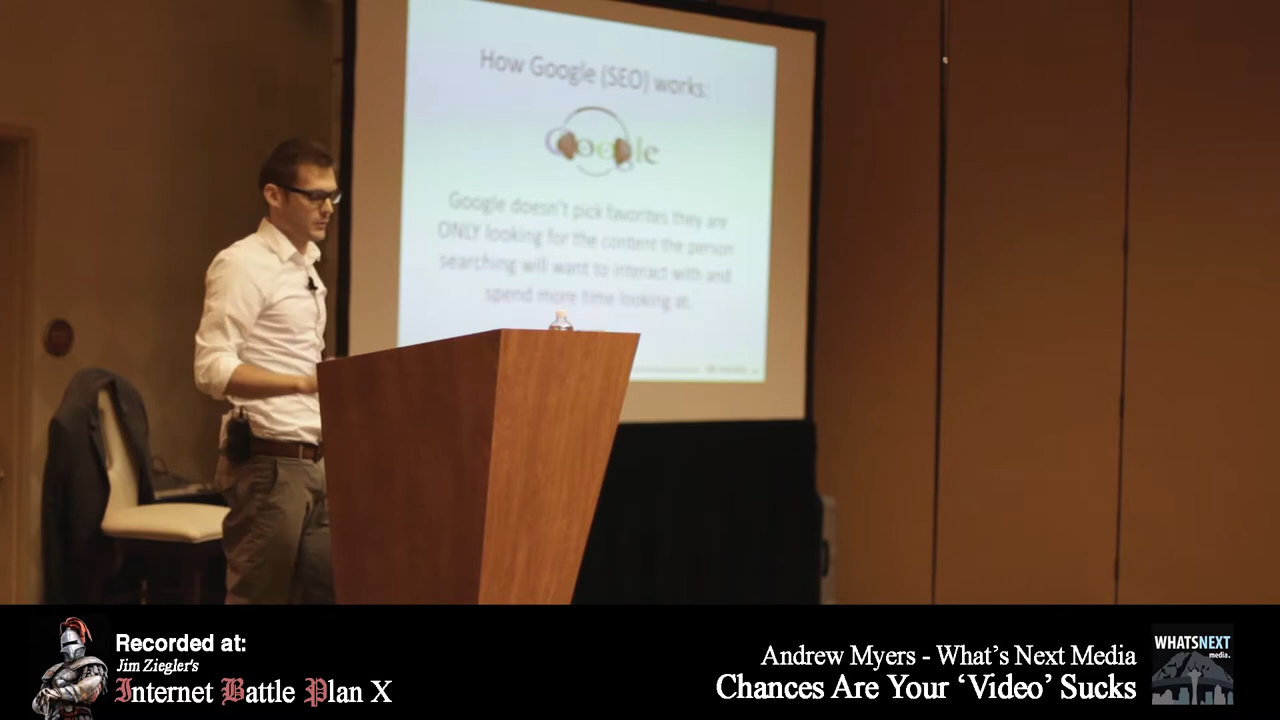 How Google (SEO) works:
Google
Google doesn't pick favorites they are
ONLY looking for the content the person
searching will want to interact with and
spend more time looking at.
Recorded at:
Jim Ziegler's
Internet Battle Plan X
Andrew Myers - What's Next Media
Chances Are Your 'Video' Sucks
WHATSNEXT
media.